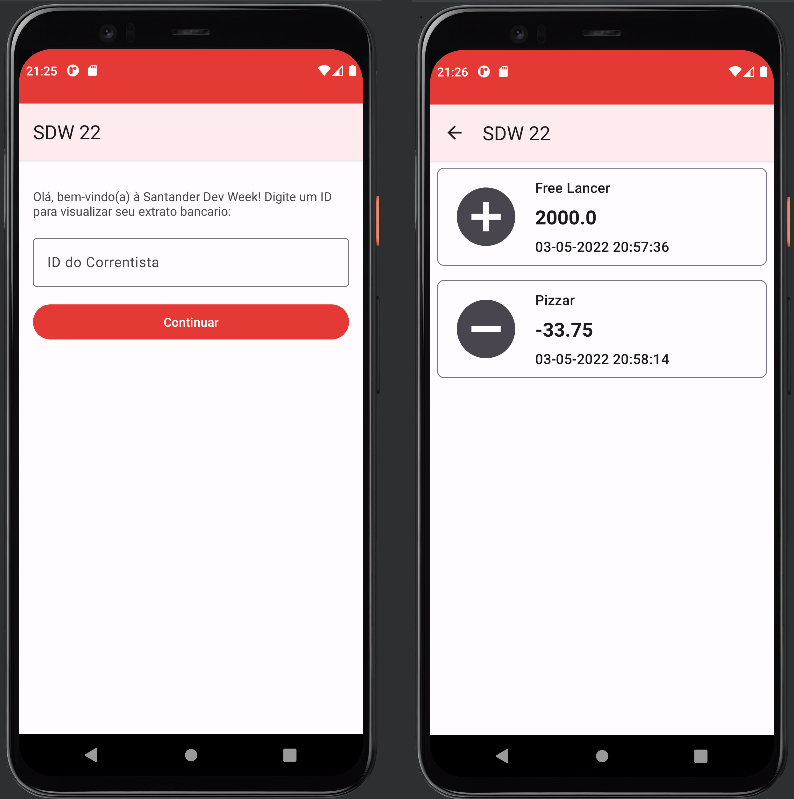 21:25
SDW 22
Olá, bem-vindo(a) à Santander Dev Week! Digite um ID
para visualizar seu extrato bancario:
ID do Correntista
Continuar
21:26
SDW 22
Free Lancer
2000.0
03-05-2022 20:57:36
Pizzar
-33.75
03-05-2022 20:58:14